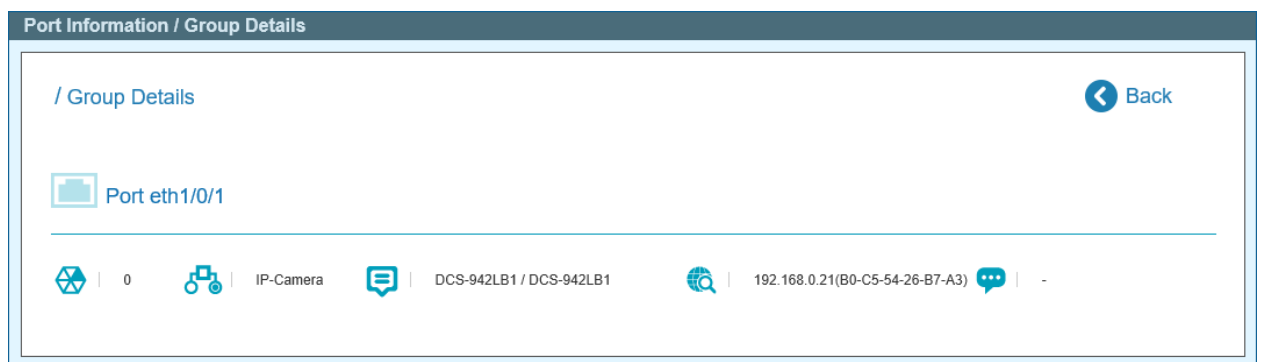 Port Information / Group Details
/ Group Details
Back
Port eth1/0/1
0 IP-Camera DCS-942LB1 / DCS-942LB1 192.168.0.21(B0-C5-54-26-B7-A3) -